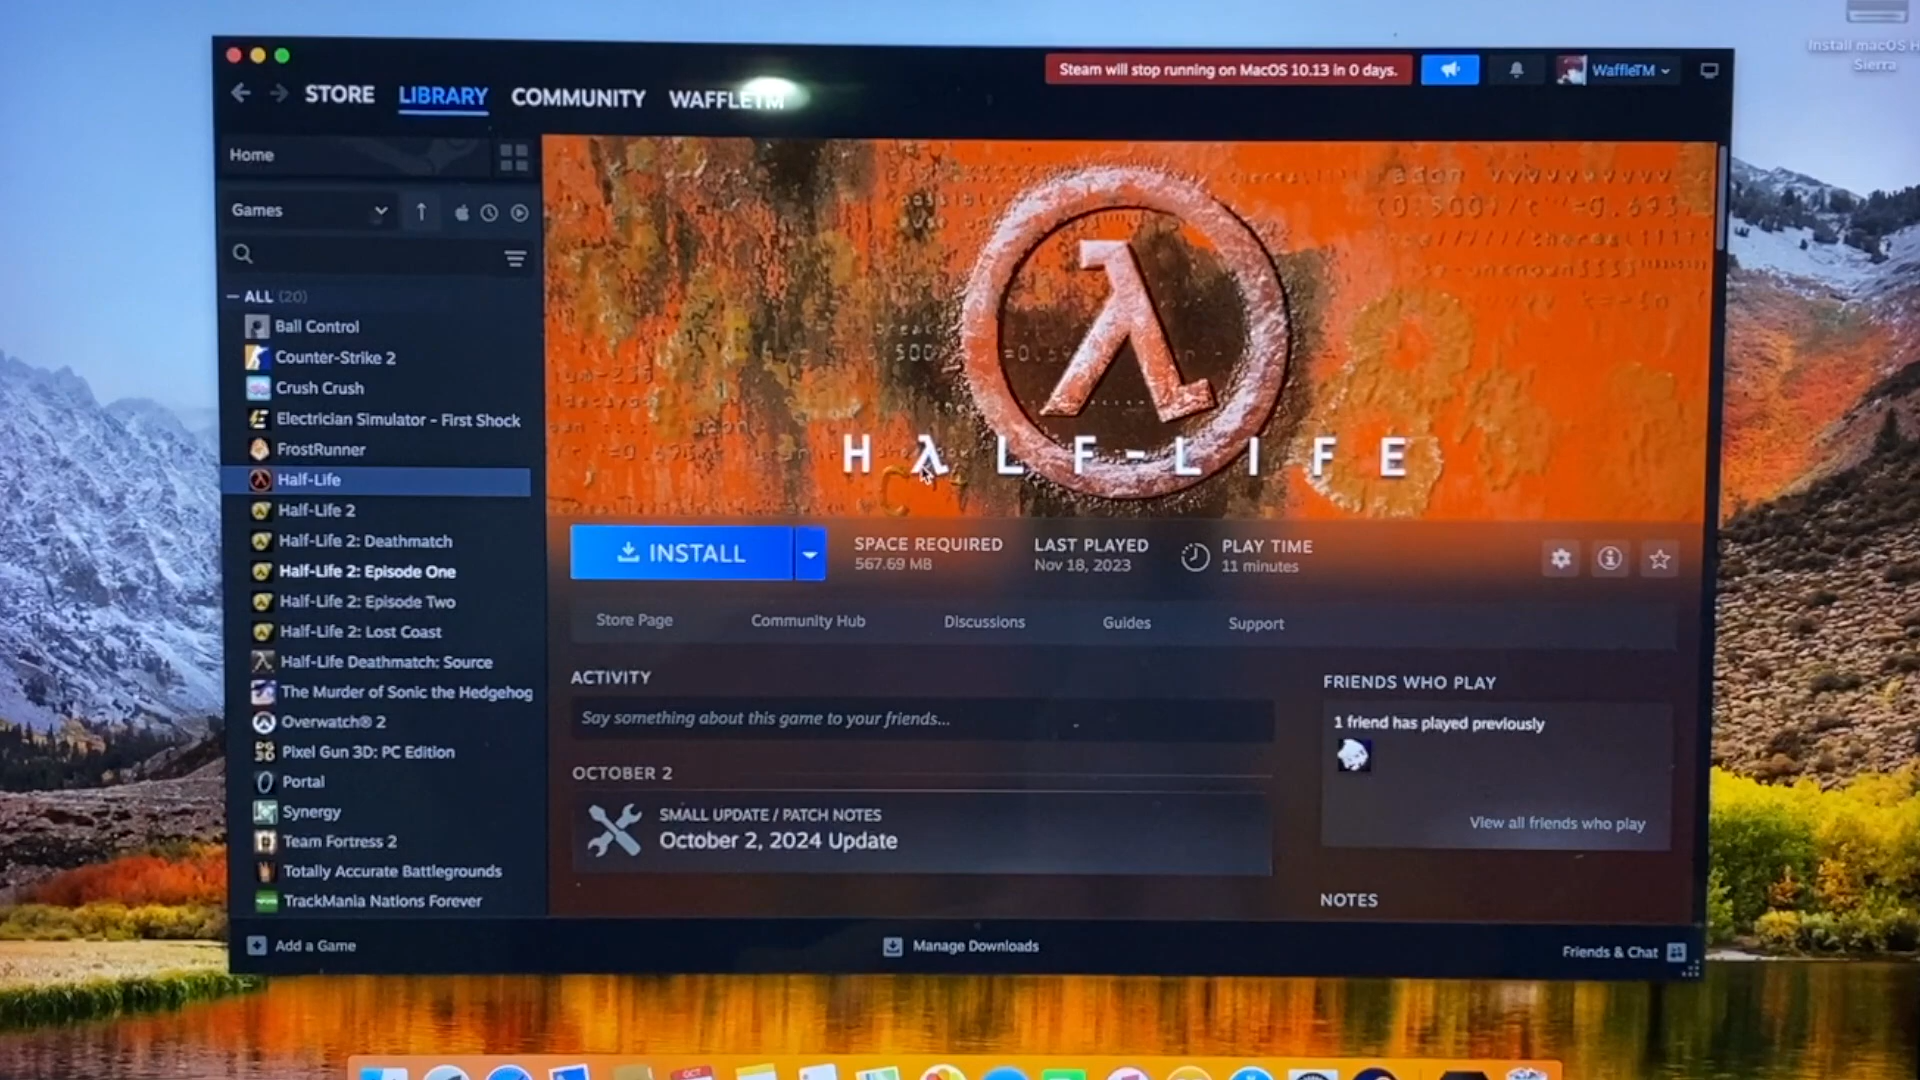 Install macOS H
Sierra
Steam will stop running on MacOS 10.13 in 0 days.
WaffleTM
STORE
LIBRARY
COMMUNITY
WAFFLETM
Home
Games
ALL (20)
Ball Control
Counter-Strike 2
Crush Crush
Electrician Simulator - First Shock
FrostRunner
Half-Life
Half-Life 2
Half-Life 2: Deathmatch
Half-Life 2: Episode One
Half-Life 2: Episode Two
Half-Life 2: Lost Coast
Half-Life Deathmatch: Source
The Murder of Sonic the Hedgehog
Overwatch® 2
Pixel Gun 3D: PC Edition
Portal
Synergy
Team Fortress 2
Totally Accurate Battlegrounds
TrackMania Nations Forever
Add a Game
HλLF-LIFE
INSTALL
SPACE REQUIRED
567.69 MB
LAST PLAYED
Nov 18, 2023
PLAY TIME
11 minutes
Store Page
Community Hub
Discussions
Guides
Support
ACTIVITY
Say something about this game to your friends...
OCTOBER 2
SMALL UPDATE / PATCH NOTES
October 2, 2024 Update
FRIENDS WHO PLAY
1 friend has played previously
View all friends who play
NOTES
Manage Downloads
Friends & Chat
OCT